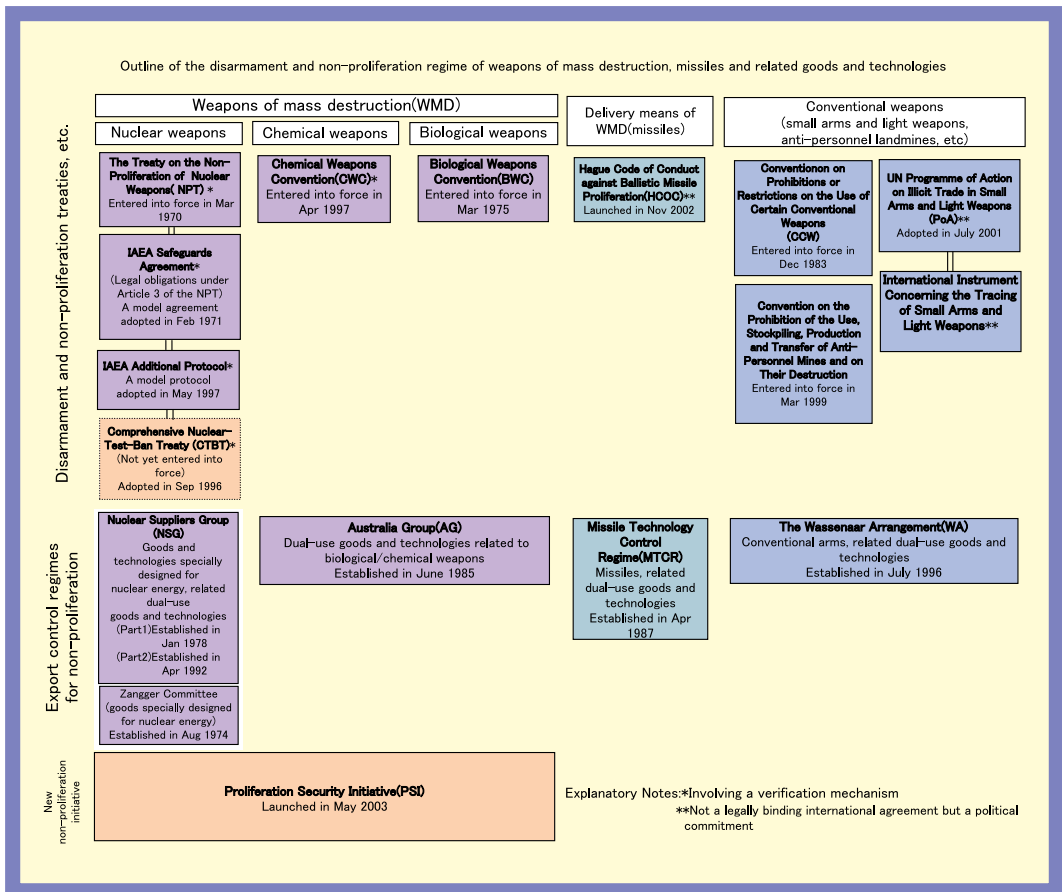 Outline of the disarmament and non-proliferation regime of weapons of mass destruction, missiles and related goods and technologies
Weapons of mass destruction(WMD)
Delivery means of
WMD(missiles)
Conventional weapons
(small arms and light weapons,
anti-personnel landmines, etc)
Nuclear weapons
Chemical weapons
Biological weapons
Disarmament and non-proliferation treaties, etc.
The Treaty on the Non-
Proliferation of Nuclear
Weapons( NPT) *
Entered into force in Mar
1970
Chemical Weapons
Convention(CWC)*
Entered into force in
Apr 1997
Biological Weapons
Convention(BWC)
Entered into force in
Mar 1975
Hague Code of Conduct
against Ballistic Missile
Proliferation(HCOC)**
Launched in Nov 2002
Conventionon on
Prohibitions or
Restrictions on the Use of
Certain Conventional
Weapons
(CCW)
Entered into force in
Dec 1983
UN Programme of Action
on Illicit Trade in Small
Arms and Light Weapons
(PoA)**
Adopted in July 2001
IAEA Safeguards
Agreement*
(Legal obligations under
Article 3 of the NPT)
A model agreement
adopted in Feb 1971
International Instrument
Concerning the Tracing
of Small Arms and
Light Weapons**
Convention on the
Prohibition of the Use,
Stockpiling, Production
and Transfer of Anti-
Personnel Mines and on
Their Destruction
Entered into force in
Mar 1999
IAEA Additional Protocol*
A model protocol
adopted in May 1997
Comprehensive Nuclear-
Test-Ban Treaty (CTBT)*
(Not yet entered into
force)
Adopted in Sep 1996
Export control regimes
for non-proliferation
Nuclear Suppliers Group
(NSG)
Goods and
technologies specially
designed for
nuclear energy, related
dual-use
goods and technologies
(Part1)Established in
Jan 1978
(Part2)Established in
Apr 1992
Australia Group(AG)
Dual-use goods and technologies related to
biological/chemical weapons
Established in June 1985
Missile Technology
Control
Regime(MTCR)
Missiles, related
dual-use goods and
technologies
Established in Apr
1987
The Wassenaar Arrangement(WA)
Conventional arms, related dual-use goods and
technologies
Established in July 1996
Zangger Committee
(goods specially designed
for nuclear energy)
Established in Aug 1974
New
non-proliferation
initiative
Proliferation Security Initiative(PSI)
Launched in May 2003
Explanatory Notes:*Involving a verification mechanism
**Not a legally binding international agreement but a political
commitment